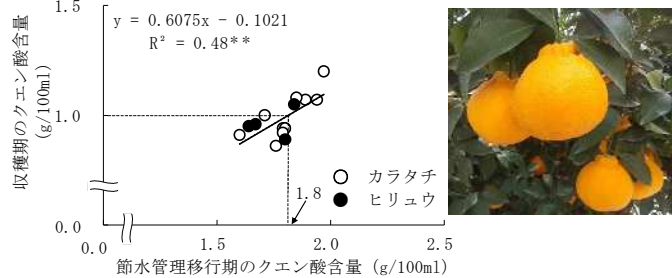 1.5
y = 0.6075x - 0.1021
R² = 0.48**
収穫期のクエン酸含量
(g/100ml)
1.0
カラタチ
ヒリュウ
1.8
0.0
0.0
1.5
2.0
2.5
節水管理移行期のクエン酸含量 (g/100ml)